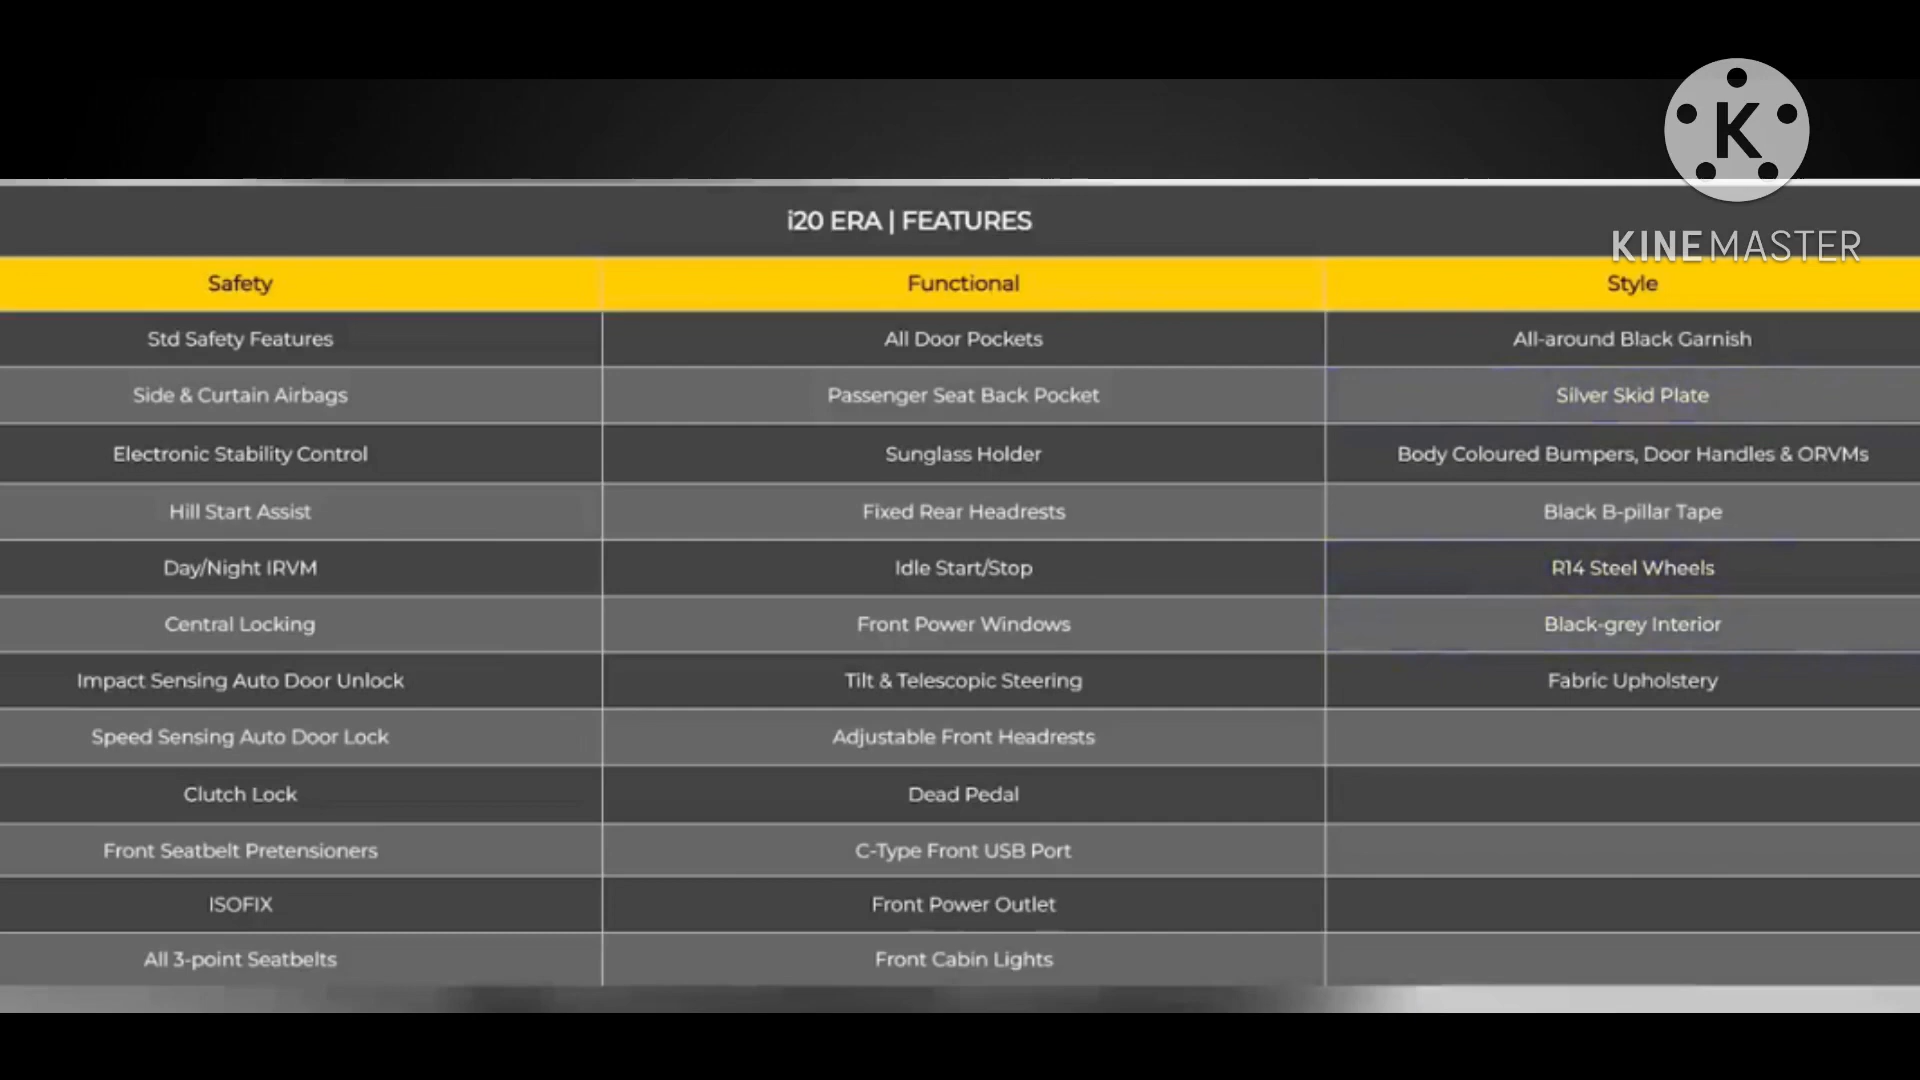 K
KINEMASTER
i20 ERA | FEATURES
Safety Functional Style
Std Safety Features All Door Pockets All-around Black Garnish
Side & Curtain Airbags Passenger Seat Back Pocket Silver Skid Plate
Electronic Stability Control Sunglass Holder Body Coloured Bumpers, Door Handles & ORVMs
Hill Start Assist Fixed Rear Headrests Black B-pillar Tape
Day/Night IRVM Idle Start/Stop R14 Steel Wheels
Central Locking Front Power Windows Black-grey Interior
Impact Sensing Auto Door Unlock Tilt & Telescopic Steering Fabric Upholstery
Speed Sensing Auto Door Lock Adjustable Front Headrests
Clutch Lock Dead Pedal
Front Seatbelt Pretensioners C-Type Front USB Port
ISOFIX Front Power Outlet
All 3-point Seatbelts Front Cabin Lights